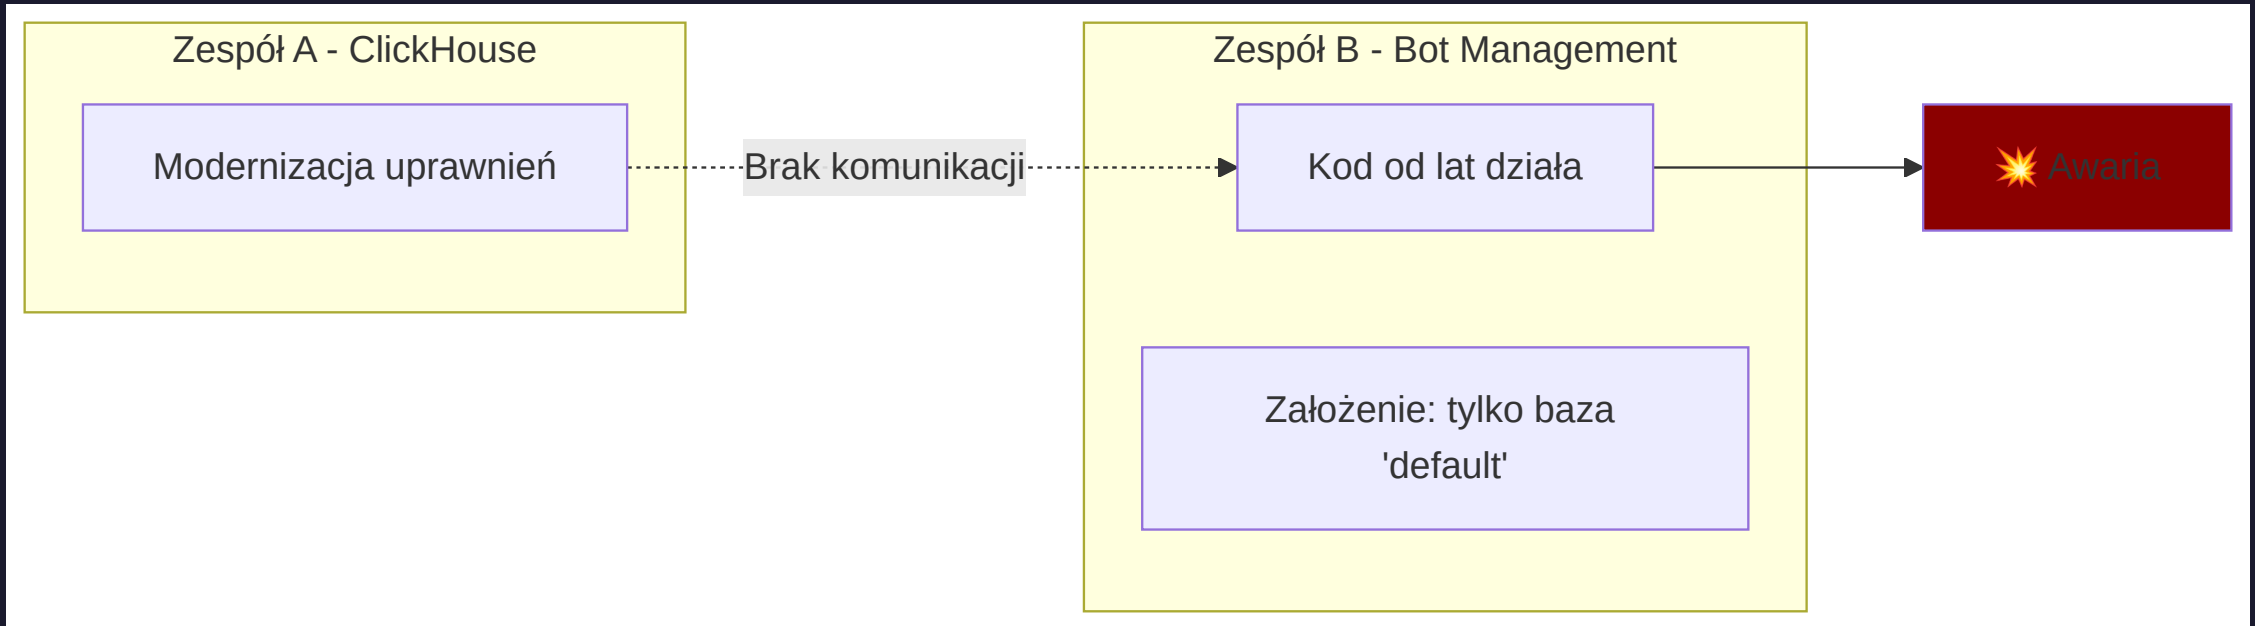 Zespół A - ClickHouse
Modernizacja uprawnień
Brak komunikacji
Zespół B - Bot Management
Kod od lat działa
Założenie: tylko baza
'default'
💥 Awaria